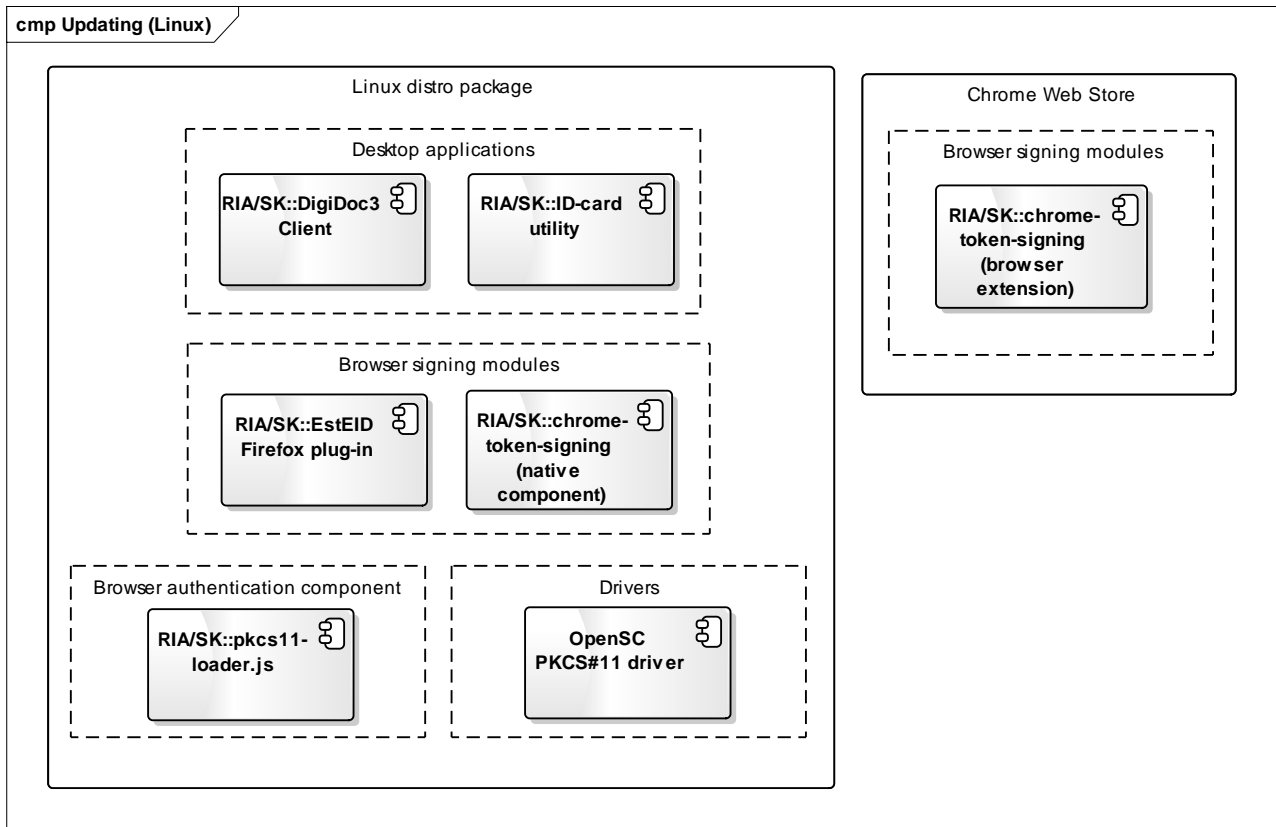 cmp Updating (Linux)
Linux distro package
Desktop applications
RIA/SK::DigiDoc3
Client
RIA/SK::ID-card
utility
Browser signing modules
RIA/SK::EstEID
Firefox plug-in
RIA/SK::chrome-
token-signing
(native
component)
Browser authentication component
RIA/SK::pkcs11-
loader.js
Drivers
OpenSC
PKCS#11 driver
Chrome Web Store
Browser signing modules
RIA/SK::chrome-
token-signing
(browser
extension)